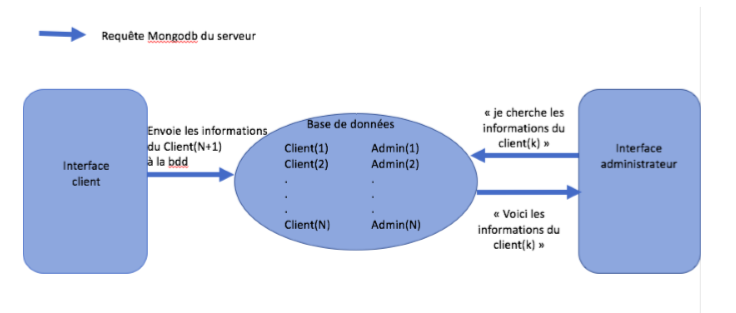 Requête Mongodb du serveur
Interface
client
Envoie les informations
du Client(N+1)
à la bdd
Base de données
Client(1) Admin(1)
Client(2) Admin(2)
. .
. .
. .
Client(N) Admin(N)
« je cherche les
informations du
client(k) »
« Voici les
informations du
client(k) »
Interface
administrateur